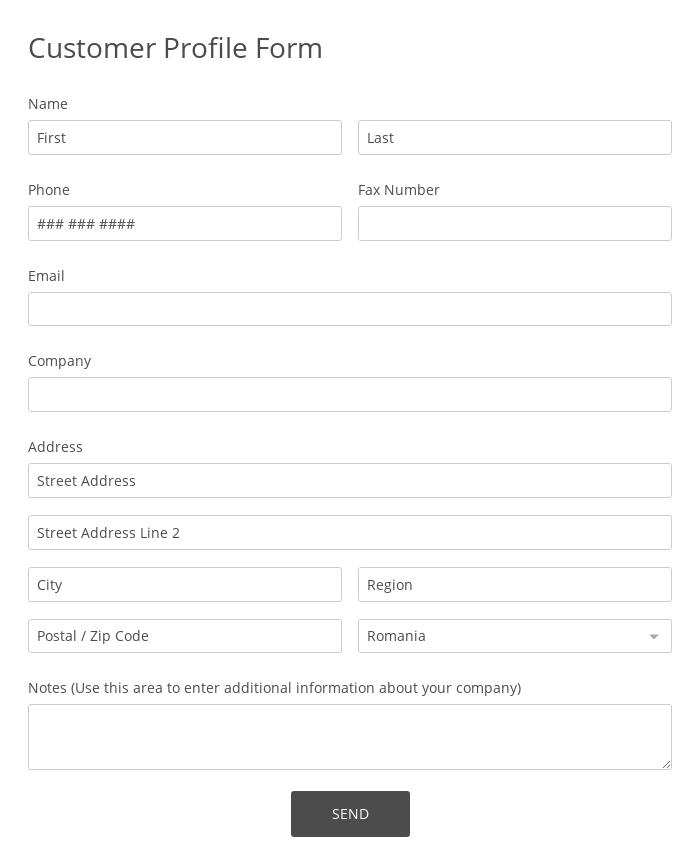 Customer Profile Form
Name
First
Last
Phone
Fax Number
### ### ####
Email
Company
Address
Street Address
Street Address Line 2
City
Region
Postal / Zip Code
Romania
Notes (Use this area to enter additional information about your company)
SEND